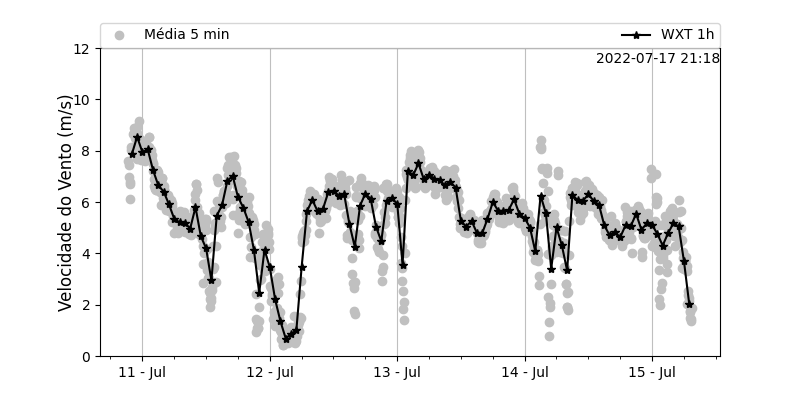 Média 5 min
WXT 1h
2022-07-17 21:18
Velocidade do Vento (m/s)
12
10
8
6
4
2
0
11 - Jul
12 - Jul
13 - Jul
14 - Jul
15 - Jul